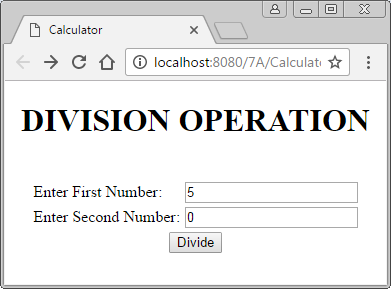 Calculator
localhost:8080/7A/Calculat
DIVISION OPERATION
Enter First Number: 5
Enter Second Number: 0
Divide